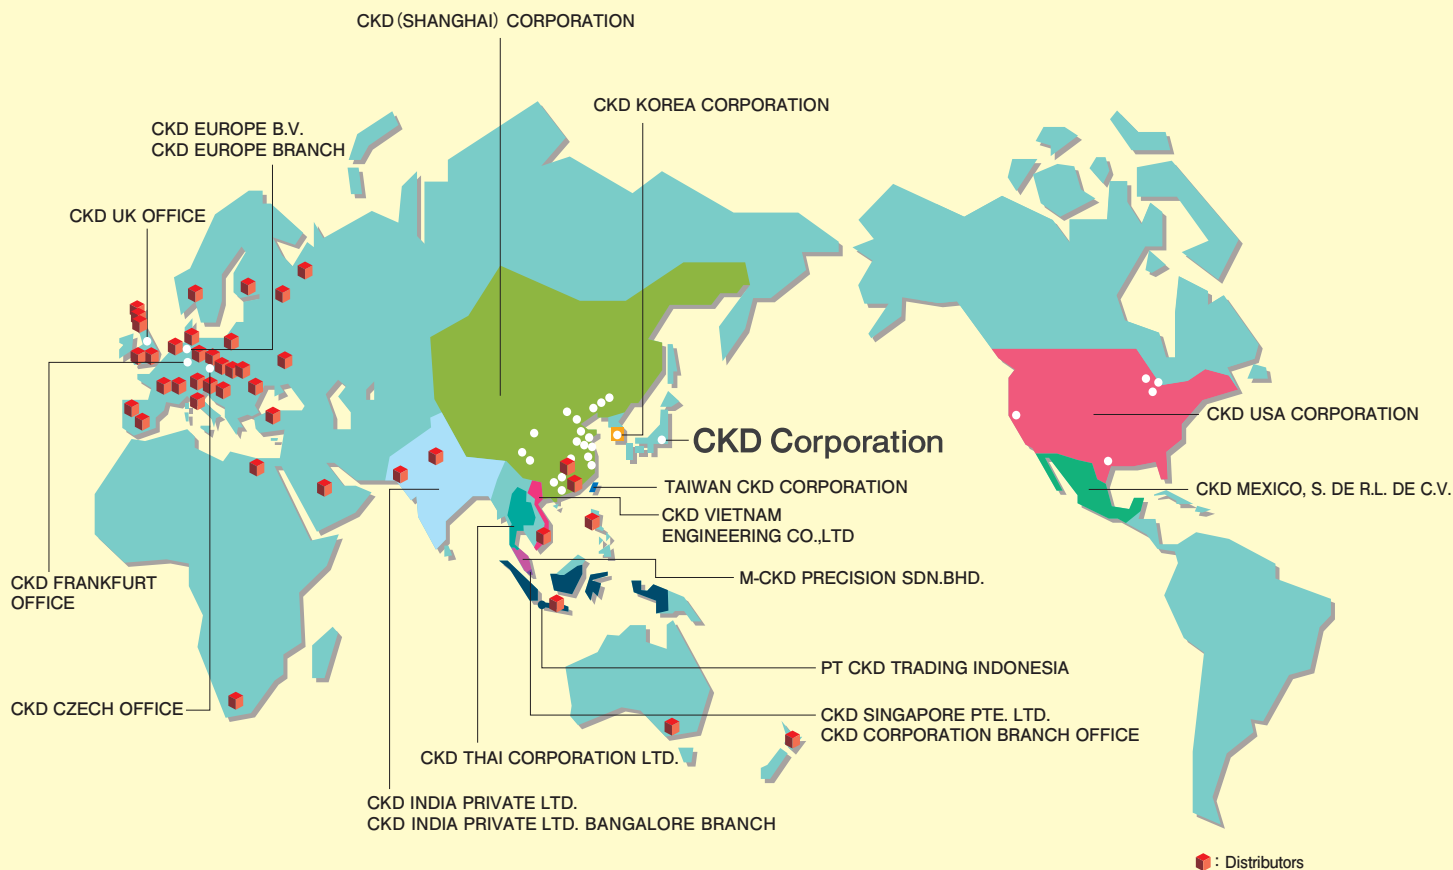 CKD (SHANGHAI) CORPORATION
CKD KOREA CORPORATION
CKD EUROPE B.V.
CKD EUROPE BRANCH
CKD UK OFFICE
CKD USA CORPORATION
CKD Corporation
TAIWAN CKD CORPORATION
CKD MEXICO, S. DE R.L. DE C.V.
CKD VIETNAM
ENGINEERING CO.,LTD
M-CKD PRECISION SDN.BHD.
CKD FRANKFURT
OFFICE
PT CKD TRADING INDONESIA
CKD CZECH OFFICE
CKD SINGAPORE PTE. LTD.
CKD CORPORATION BRANCH OFFICE
CKD THAI CORPORATION LTD.
CKD INDIA PRIVATE LTD.
CKD INDIA PRIVATE LTD. BANGALORE BRANCH
: Distributors